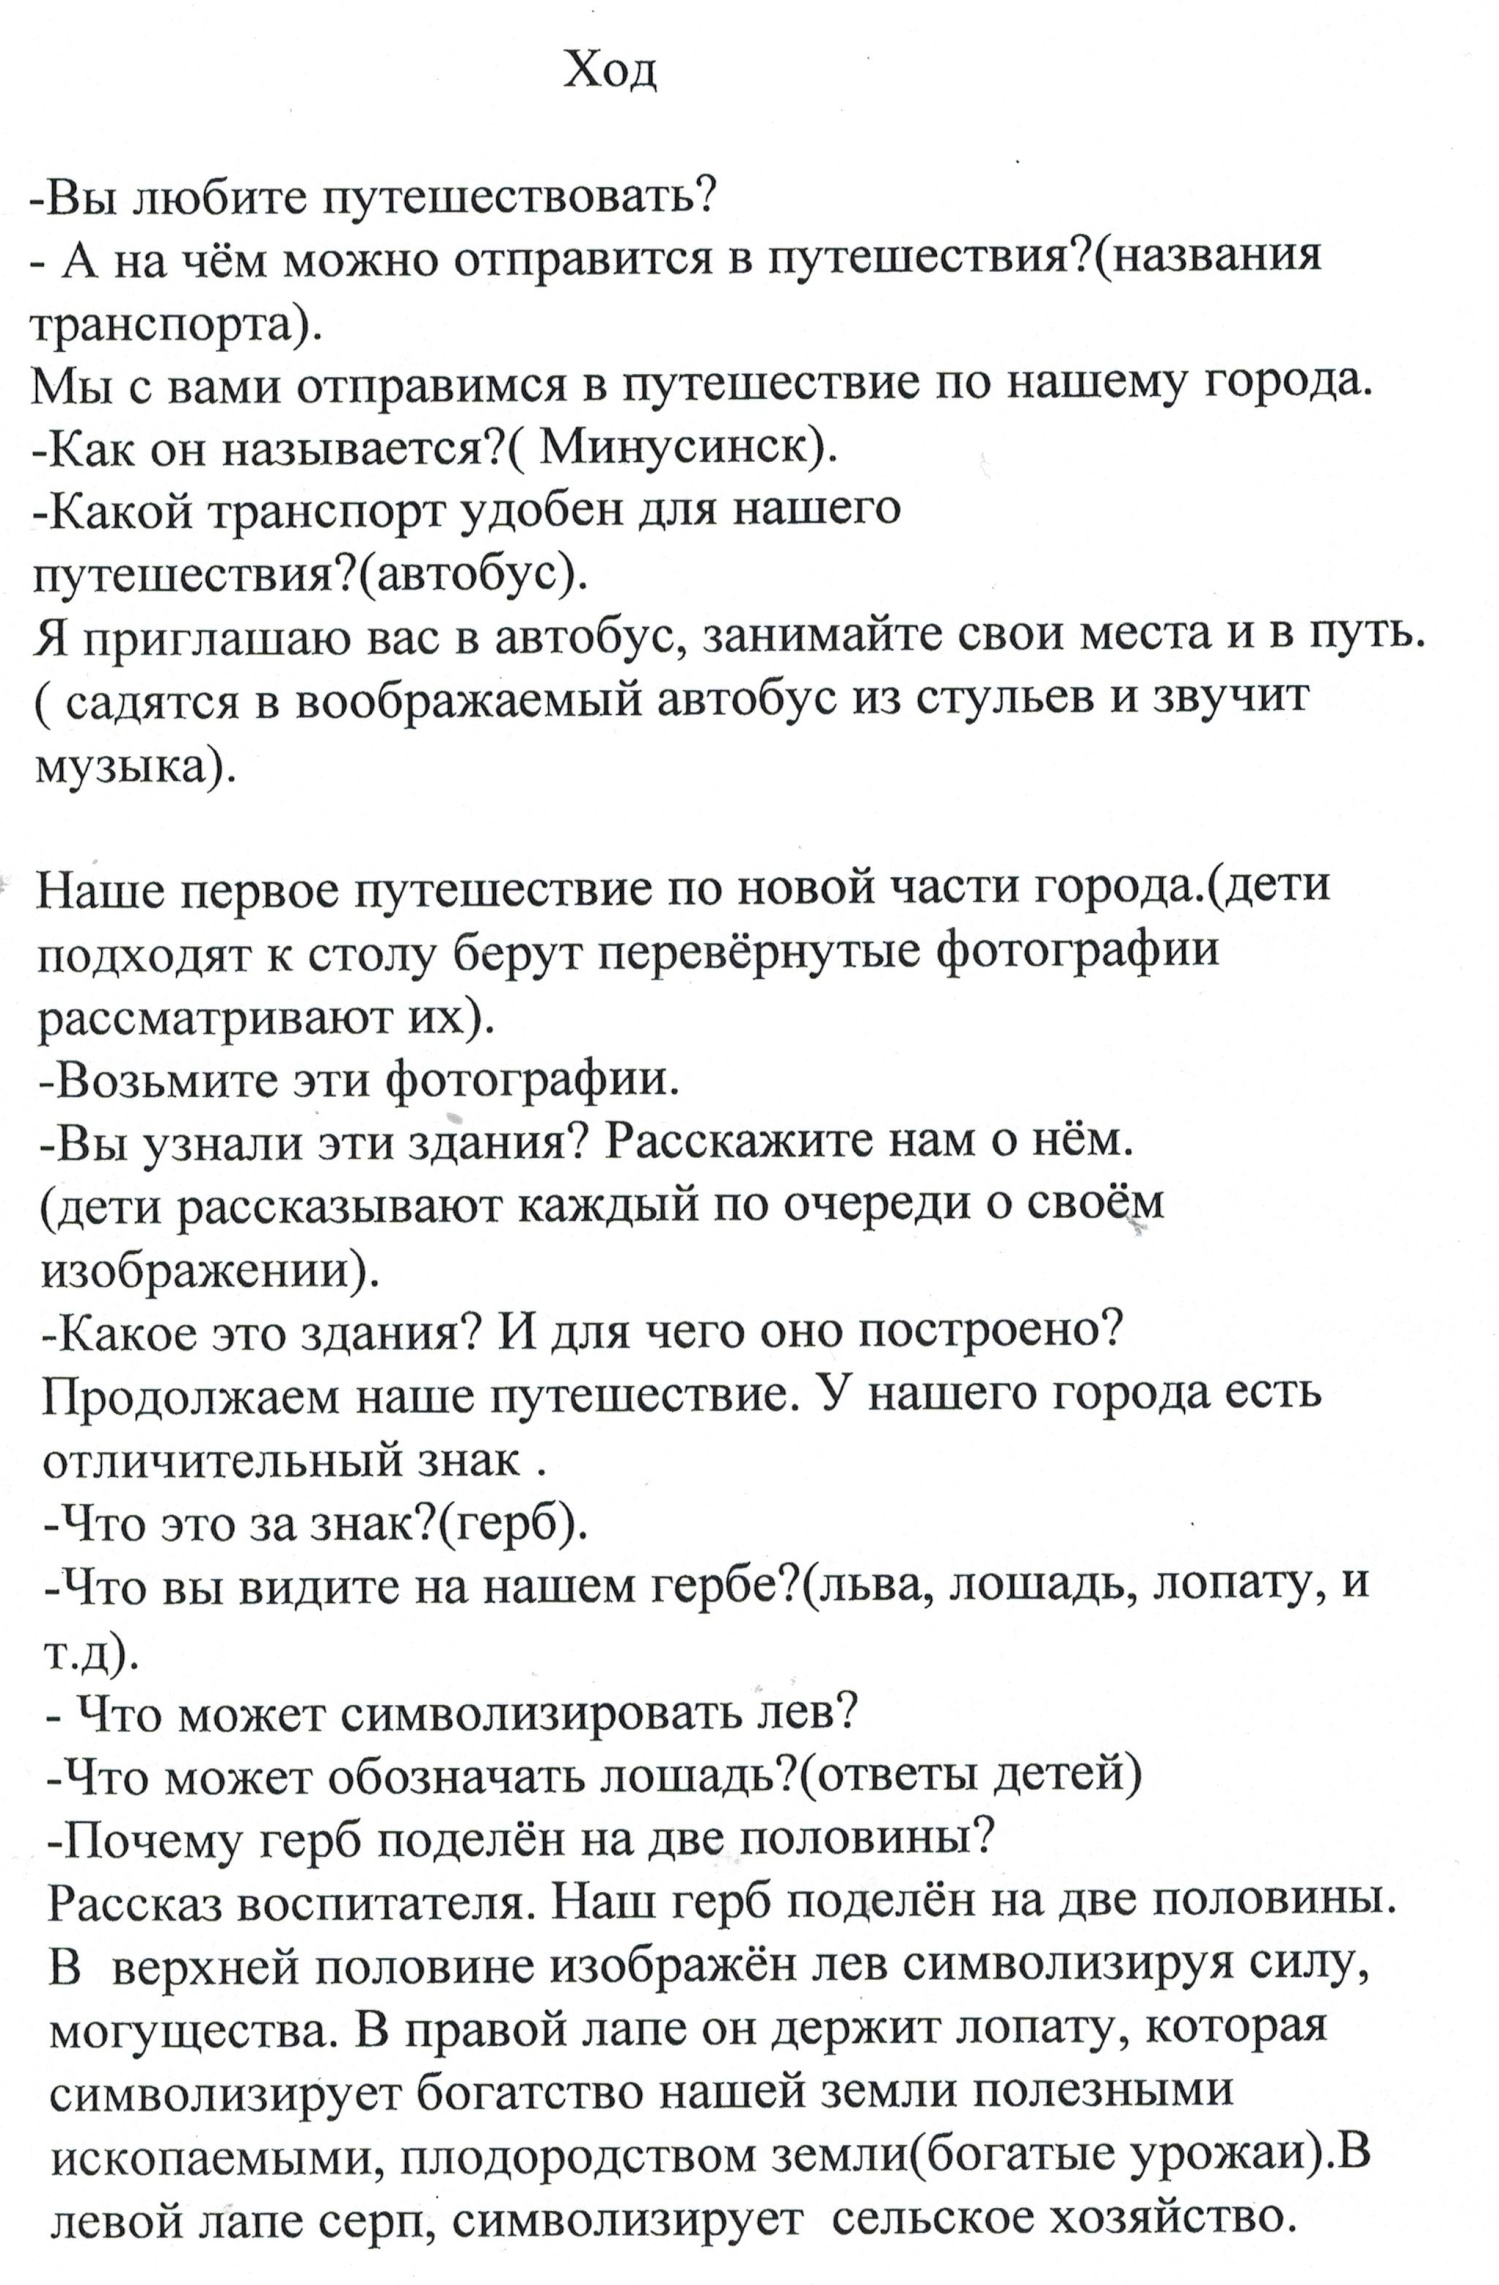 Ход
-Вы любите путешествовать?
- А на чём можно отправится в путешествия?(названия
транспорта).
Мы с вами отправимся в путешествие по нашему города.
-Как он называется?( Минусинск).
-Какой транспорт удобен для нашего
путешествия?(автобус).
Я приглашаю вас в автобус, занимайте свои места и в путь.
( садятся в воображаемый автобус из стульев и звучит
музыка).
Наше первое путешествие по новой части города.(дети
подходят к столу берут перевёрнутые фотографии
рассматривают их).
-Возьмите эти фотографии.
-Вы узнали эти здания? Расскажите нам о нём.
(дети рассказывают каждый по очереди о своём
изображении).
-Какое это здания? И для чего оно построено?
Продолжаем наше путешествие. У нашего города есть
отличительный знак .
-Что это за знак?(герб).
-Что вы видите на нашем гербе?(льва, лошадь, лопату, и
т.д).
- Что может символизировать лев?
-Что может обозначать лошадь?(ответы детей)
-Почему герб поделён на две половины?
Рассказ воспитателя. Наш герб поделён на две половины.
В  верхней половине изображён лев символизируя силу,
могущества. В правой лапе он держит лопату, которая
символизирует богатство нашей земли полезными
ископаемыми, плодородством земли(богатые урожаи).В
левой лапе серп, символизирует  сельское хозяйство.